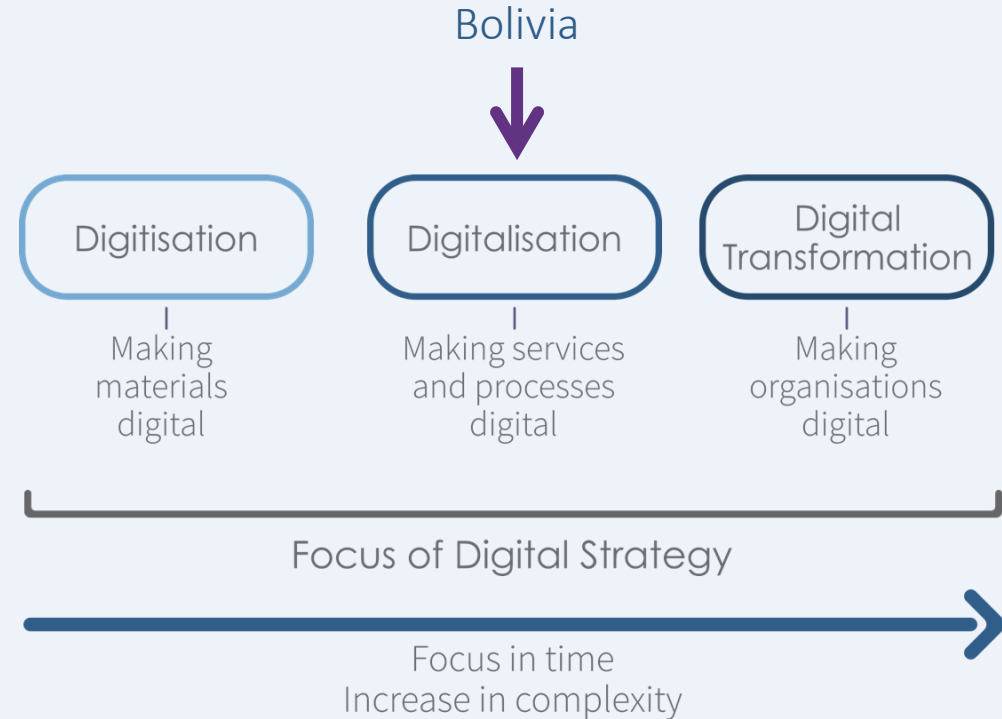 Bolivia
Digitisation
Digitalisation
Digital
Transformation
Making
materials
digital
Making services
and processes
digital
Making
organisations
digital
Focus of Digital Strategy
Focus in time
Increase in complexity